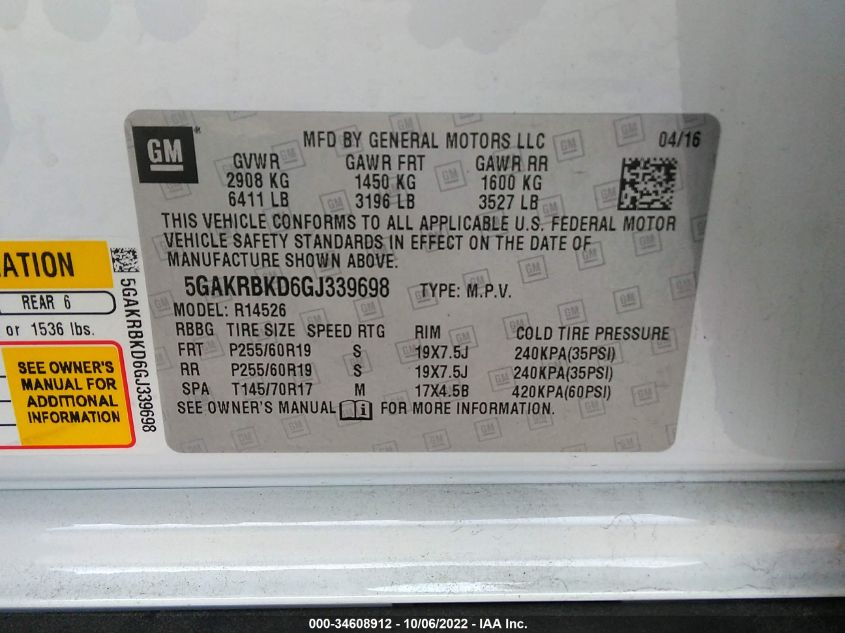 GM
MFD BY GENERAL MOTORS LLC 04/16
GVWR GAWR FRT GAWR RR
2908 KG 1450 KG 1600 KG
6411 LB 3196 LB 3527 LB
THIS VEHICLE CONFORMS TO ALL APPLICABLE U.S. FEDERAL MOTOR
VEHICLE SAFETY STANDARDS IN EFFECT ON THE DATE OF
MANUFACTURE SHOWN ABOVE.
5GAKRBKD6GJ339698 TYPE: M.P.V.
MODEL: R14526
RBBG TIRE SIZE SPEED RTG RIM COLD TIRE PRESSURE
FRT P255/60R19 S 19X7.5J 240KPA(35PSI)
RR P255/60R19 S 19X7.5J 240KPA(35PSI)
SPA T145/70R17 M 17X4.5B 420KPA(60PSI)
SEE OWNER'S MANUAL FOR MORE INFORMATION.
REAR 6
or 1536 lbs.
SEE OWNER'S
MANUAL FOR
ADDITIONAL
INFORMATION
5GAKRBKD6GJ339698
000-34608912 - 10/06/2022 - IAA Inc.